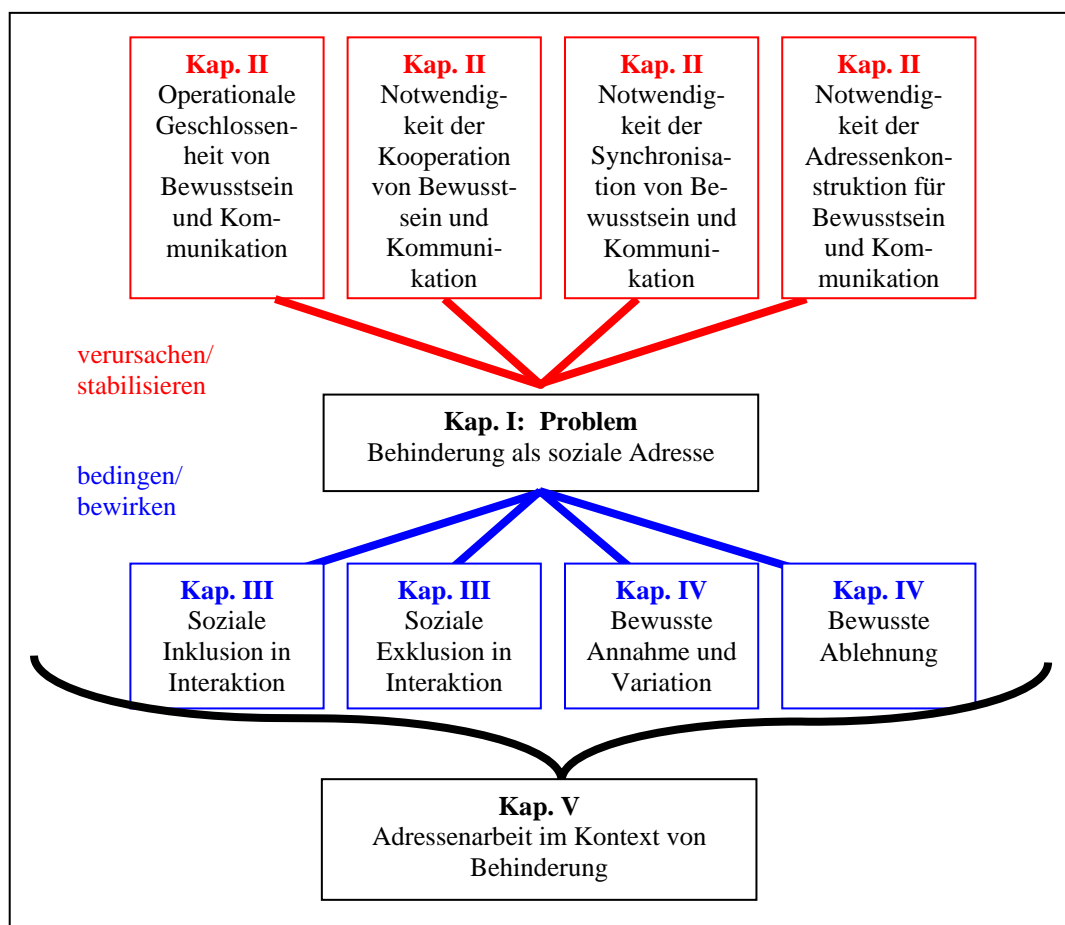 Kap. II
Operationale
Geschlossen-
heit von
Bewusstsein
und Kom-
munikation
Kap. II
Notwendig-
keit der
Kooperation
von Bewusst-
sein und
Kommuni-
kation
Kap. II
Notwendig-
keit der
Synchronisa-
tion von Be-
wusstsein und
Kommuni-
kation
Kap. II
Notwendig-
keit der
Adressenkon-
struktion für
Bewusstsein
und Kom-
munikation
verursachen/
stabilisieren
Kap. I: Problem
Behinderung als soziale Adresse
bedingen/
bewirken
Kap. III
Soziale
Inklusion in
Interaktion
Kap. III
Soziale
Exklusion in
Interaktion
Kap. IV
Bewusste
Annahme und
Variation
Kap. IV
Bewusste
Ablehnung
Kap. V
Adressenarbeit im Kontext von
Behinderung